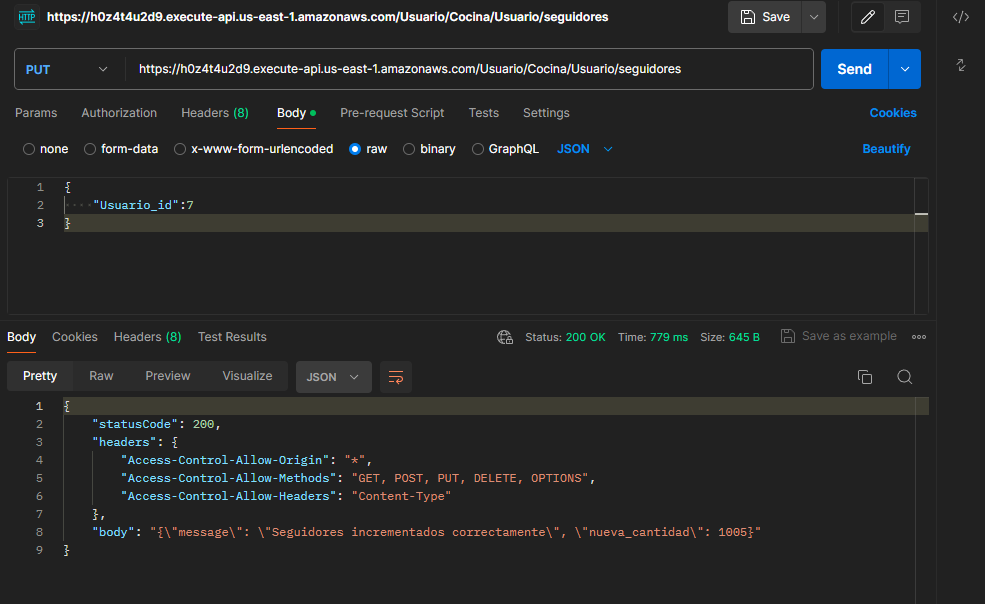 HTTP https://h0z4t4u2d9.execute-api.us-east-1.amazonaws.com/Usuario/Cocina/Usuario/seguidores Save </>
PUT https://h0z4t4u2d9.execute-api.us-east-1.amazonaws.com/Usuario/Cocina/Usuario/seguidores Send
Params Authorization Headers (8) Body Pre-request Script Tests Settings Cookies
none form-data x-www-form-urlencoded raw binary GraphQL JSON Beautify
1 {
2 ····"Usuario_id":7
3 }
Body Cookies Headers (8) Test Results Status: 200 OK Time: 779 ms Size: 645 B Save as example
Pretty Raw Preview Visualize JSON
1 {
2 "statusCode": 200,
3 "headers": {
4 "Access-Control-Allow-Origin": "*",
5 "Access-Control-Allow-Methods": "GET, POST, PUT, DELETE, OPTIONS",
6 "Access-Control-Allow-Headers": "Content-Type"
7 },
8 "body": "{\"message\": \"Seguidores incrementados correctamente\", \"nueva_cantidad\": 1005}"
9 }